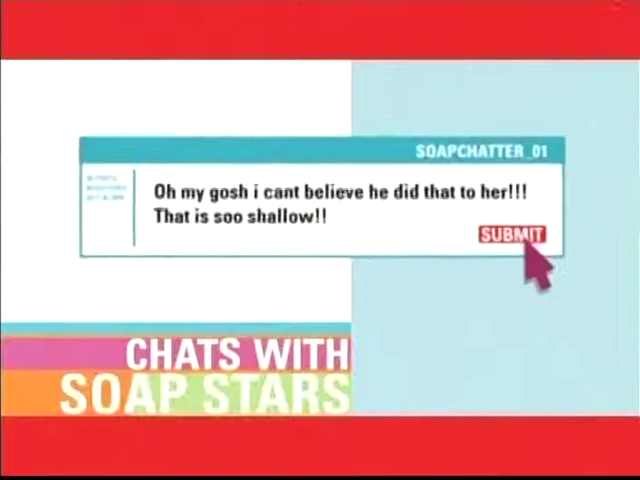 SOAPCHATTER_01
Oh my gosh i cant believe he did that to her!!!
That is soo shallow!!
SUBMIT
CHATS WITH
SOAP STARS